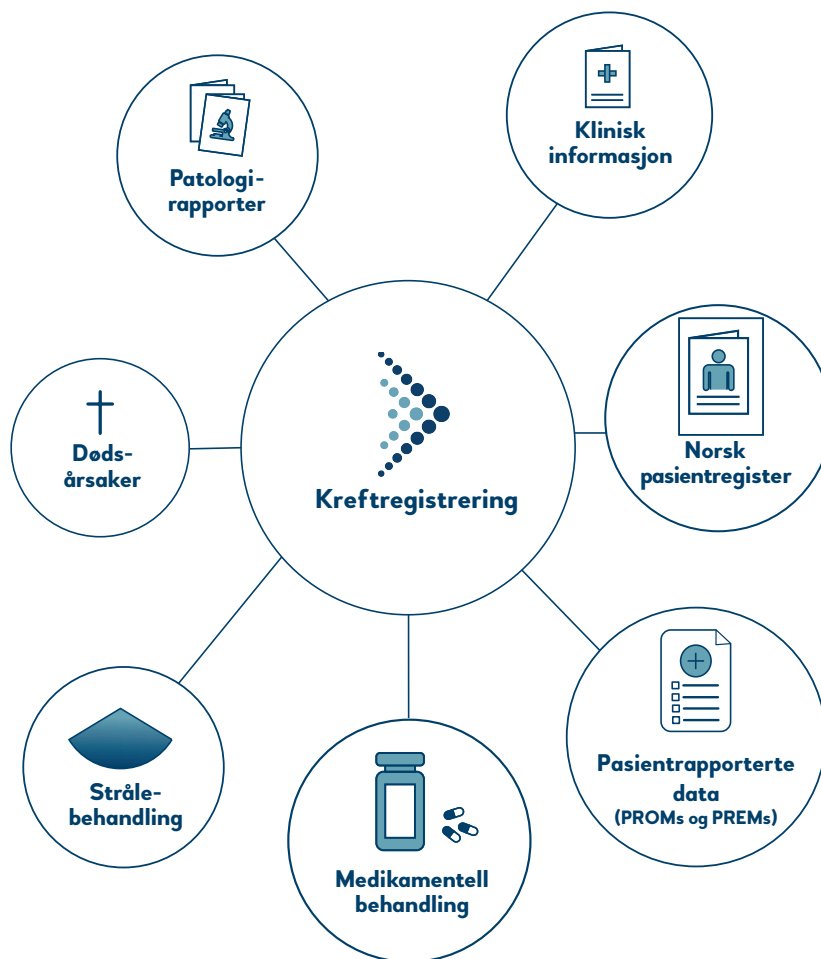 Patologi-
rapporter
Klinisk
informasjon
Kreftregistrering
Døds-
årsaker
Norsk
pasientregister
Stråle-
behandling
Medikamentell
behandling
Pasientrapporterte
data
(PROMs og PREMs)